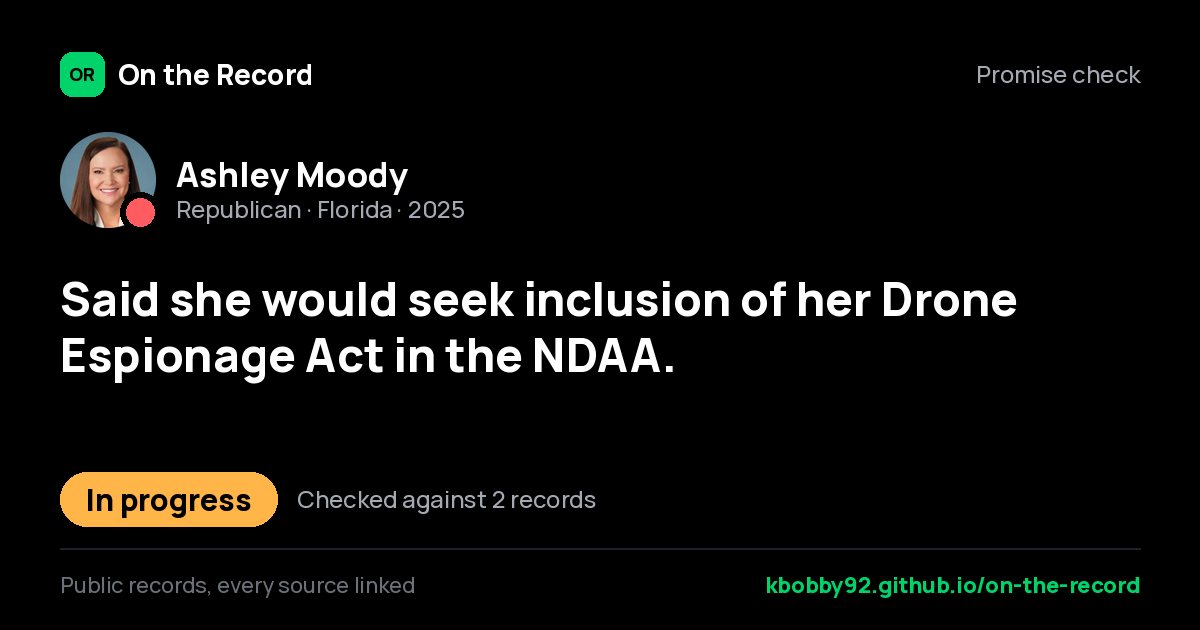 OR On the Record
Promise check
Ashley Moody
Republican · Florida · 2025
Said she would seek inclusion of her Drone
Espionage Act in the NDAA.
In progress
Checked against 2 records
Public records, every source linked
kbobby92.github.io/on-the-record